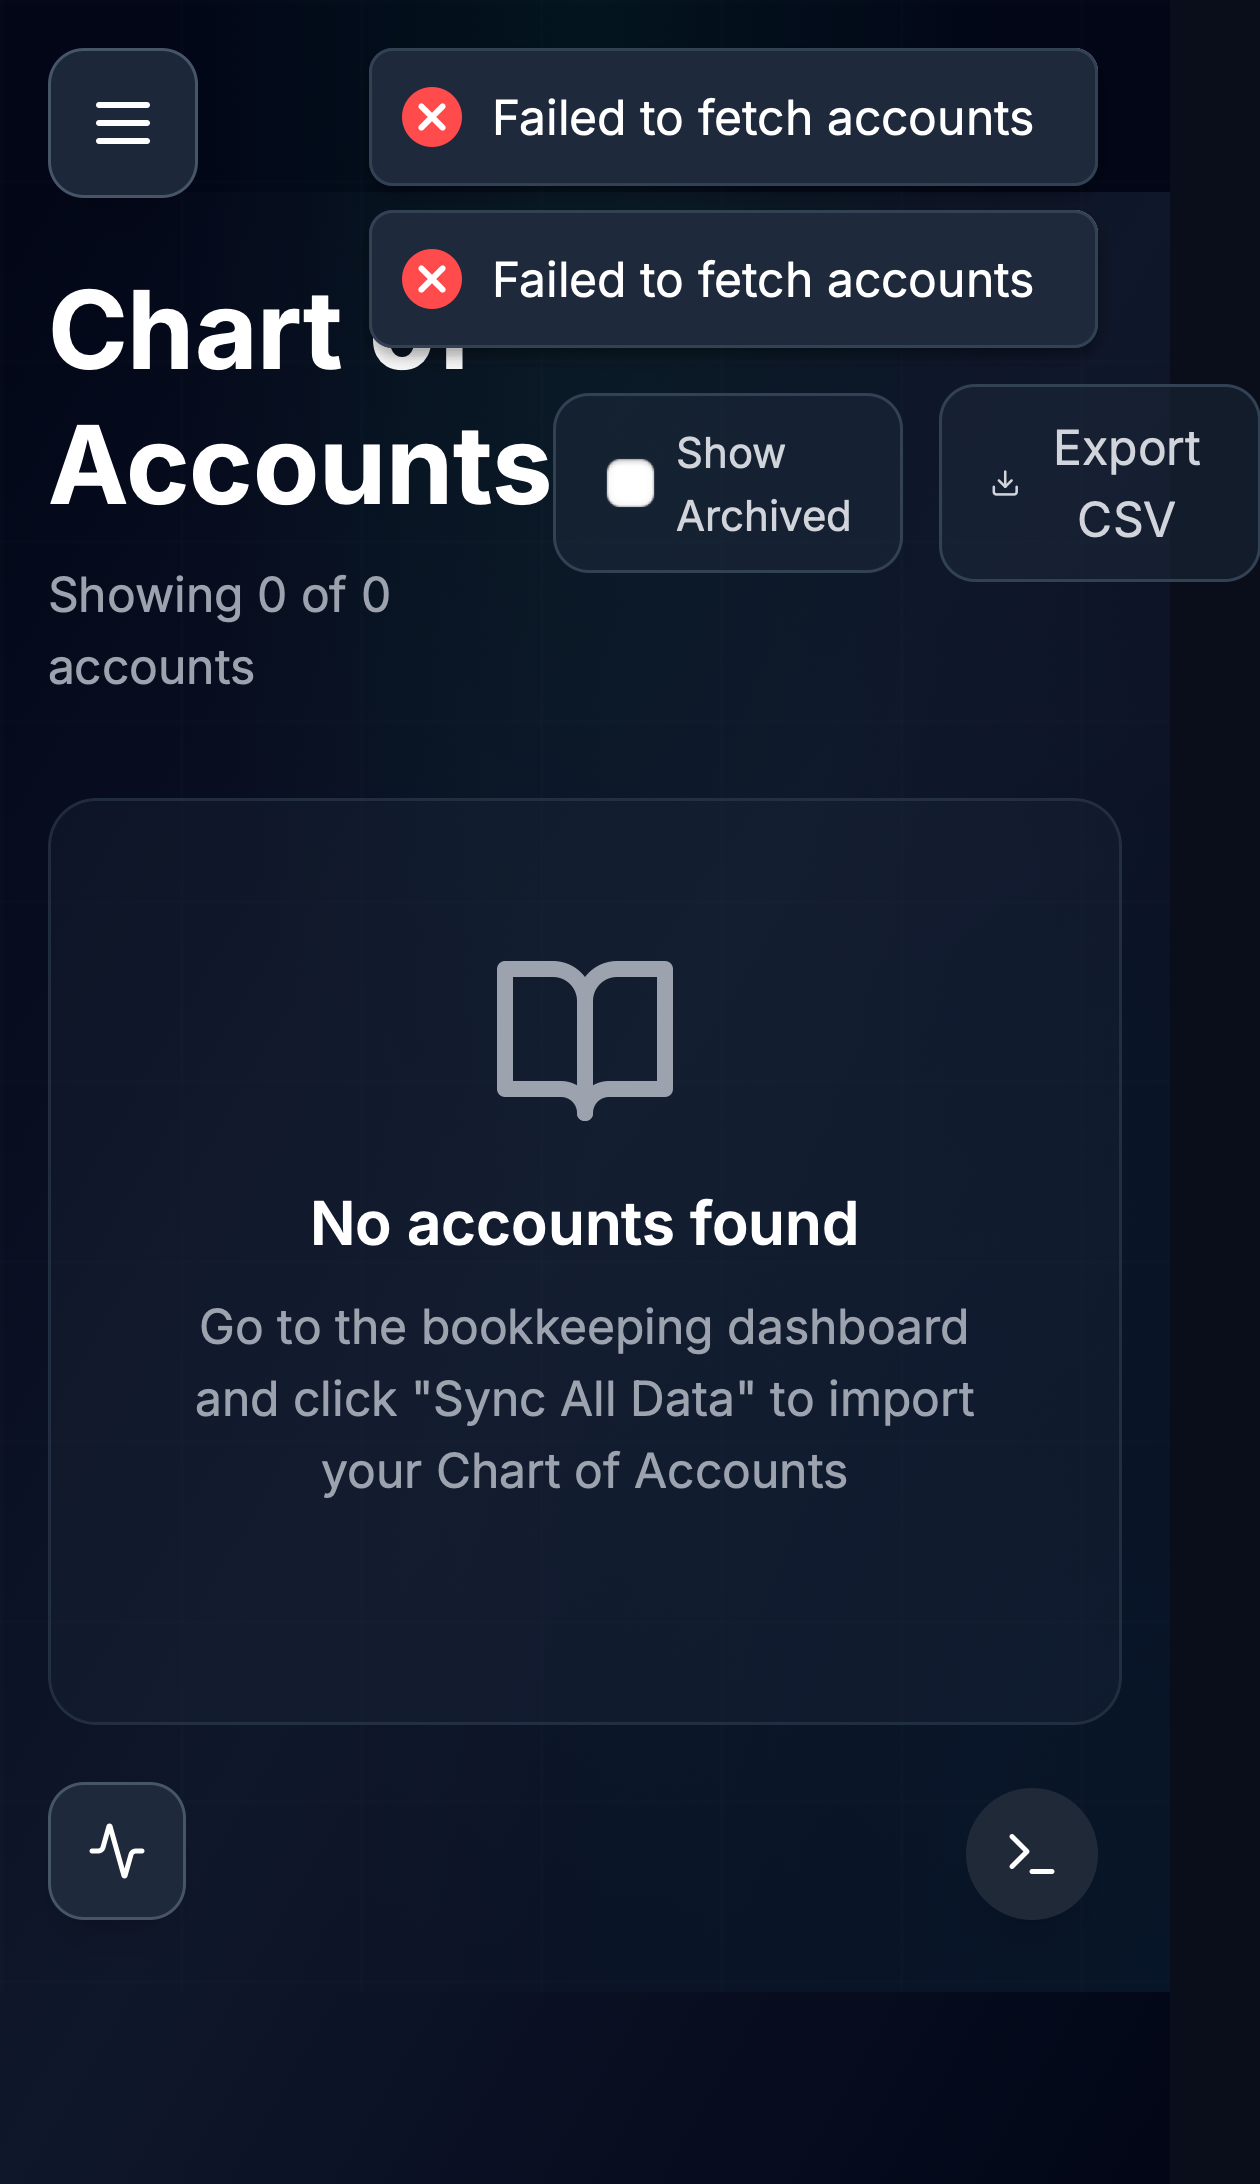 Failed to fetch accounts
Failed to fetch accounts
Chart of
Accounts
Show
Archived
Export
CSV
Showing 0 of 0
accounts
No accounts found
Go to the bookkeeping dashboard
and click "Sync All Data" to import
your Chart of Accounts